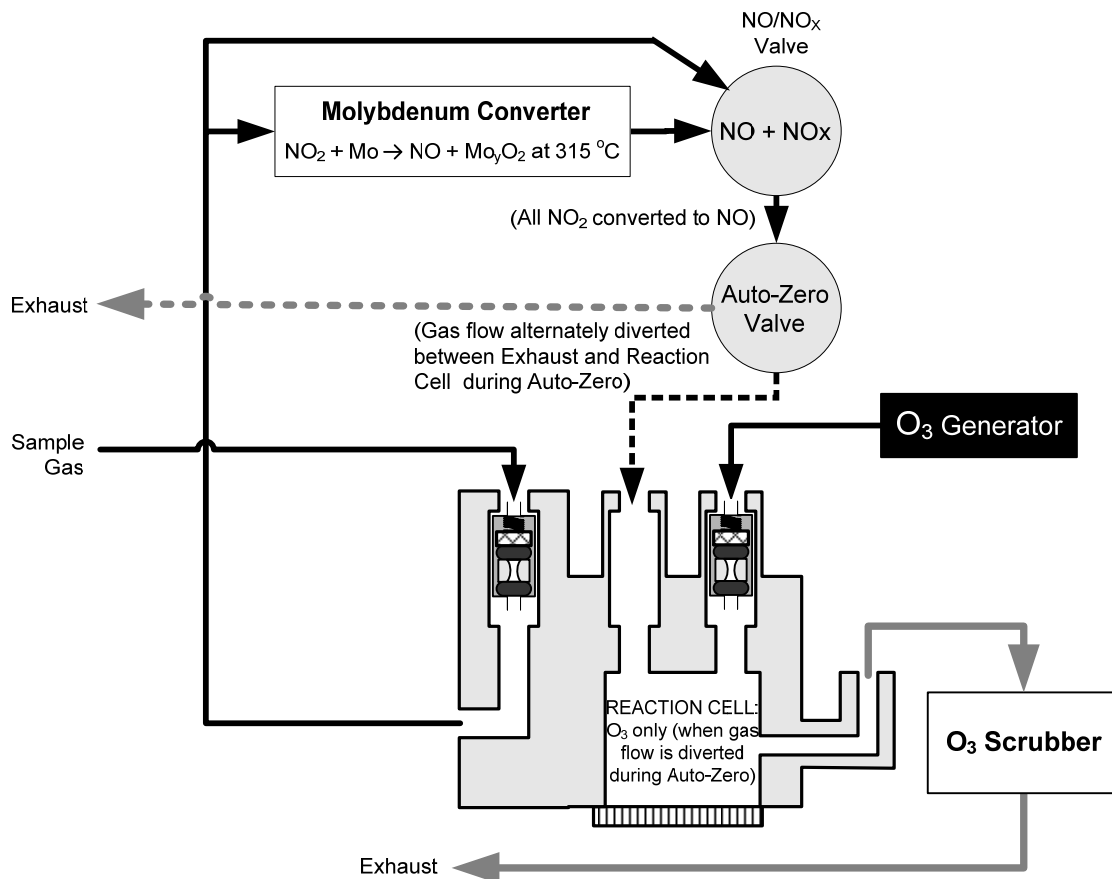 NO/NOX
Valve
Molybdenum Converter
NO2 + Mo → NO + MoyO2 at 315 °C
NO + NOx
(All NO2 converted to NO)
Exhaust
Auto-Zero
Valve
(Gas flow alternately diverted
between Exhaust and Reaction
Cell during Auto-Zero)
O3 Generator
Sample
Gas
REACTION CELL:
O3 only (when gas
flow is diverted
during Auto-Zero)
O3 Scrubber
Exhaust